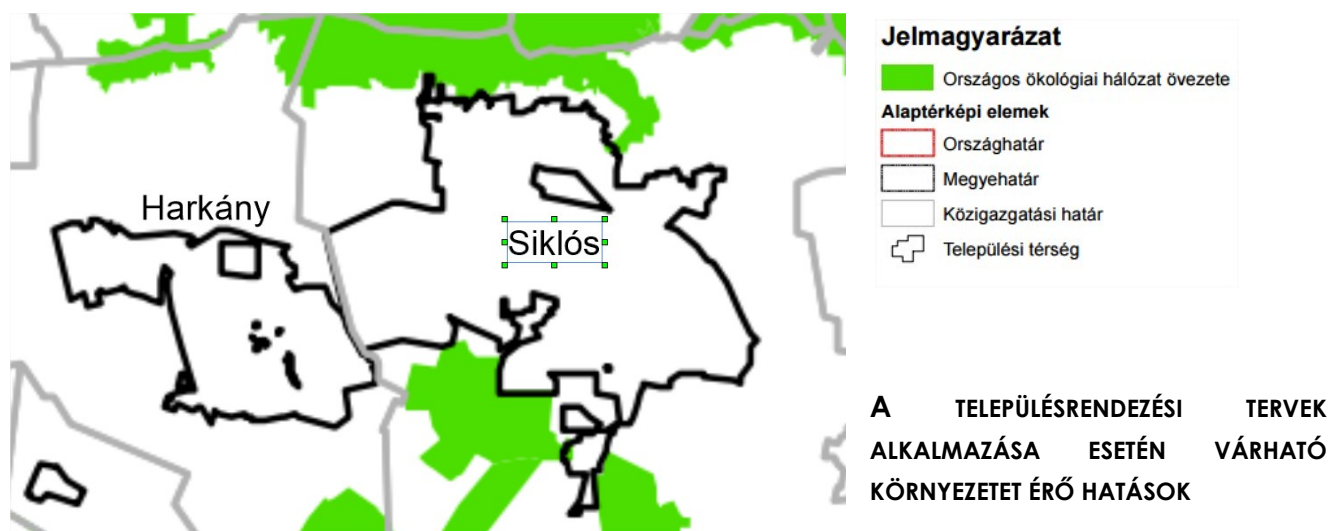 Harkány
Siklós
Jelmagyarázat
Országos ökológiai hálózat övezete
Alaptérképi elemek
Országhatár
Megyehatár
Közigazgatási határ
Települési térség
A TELEPÜLÉSRENDEZÉSI TERVEK
ALKALMAZÁSA ESETÉN VÁRHATÓ
KÖRNYEZETET ÉRŐ HATÁSOK